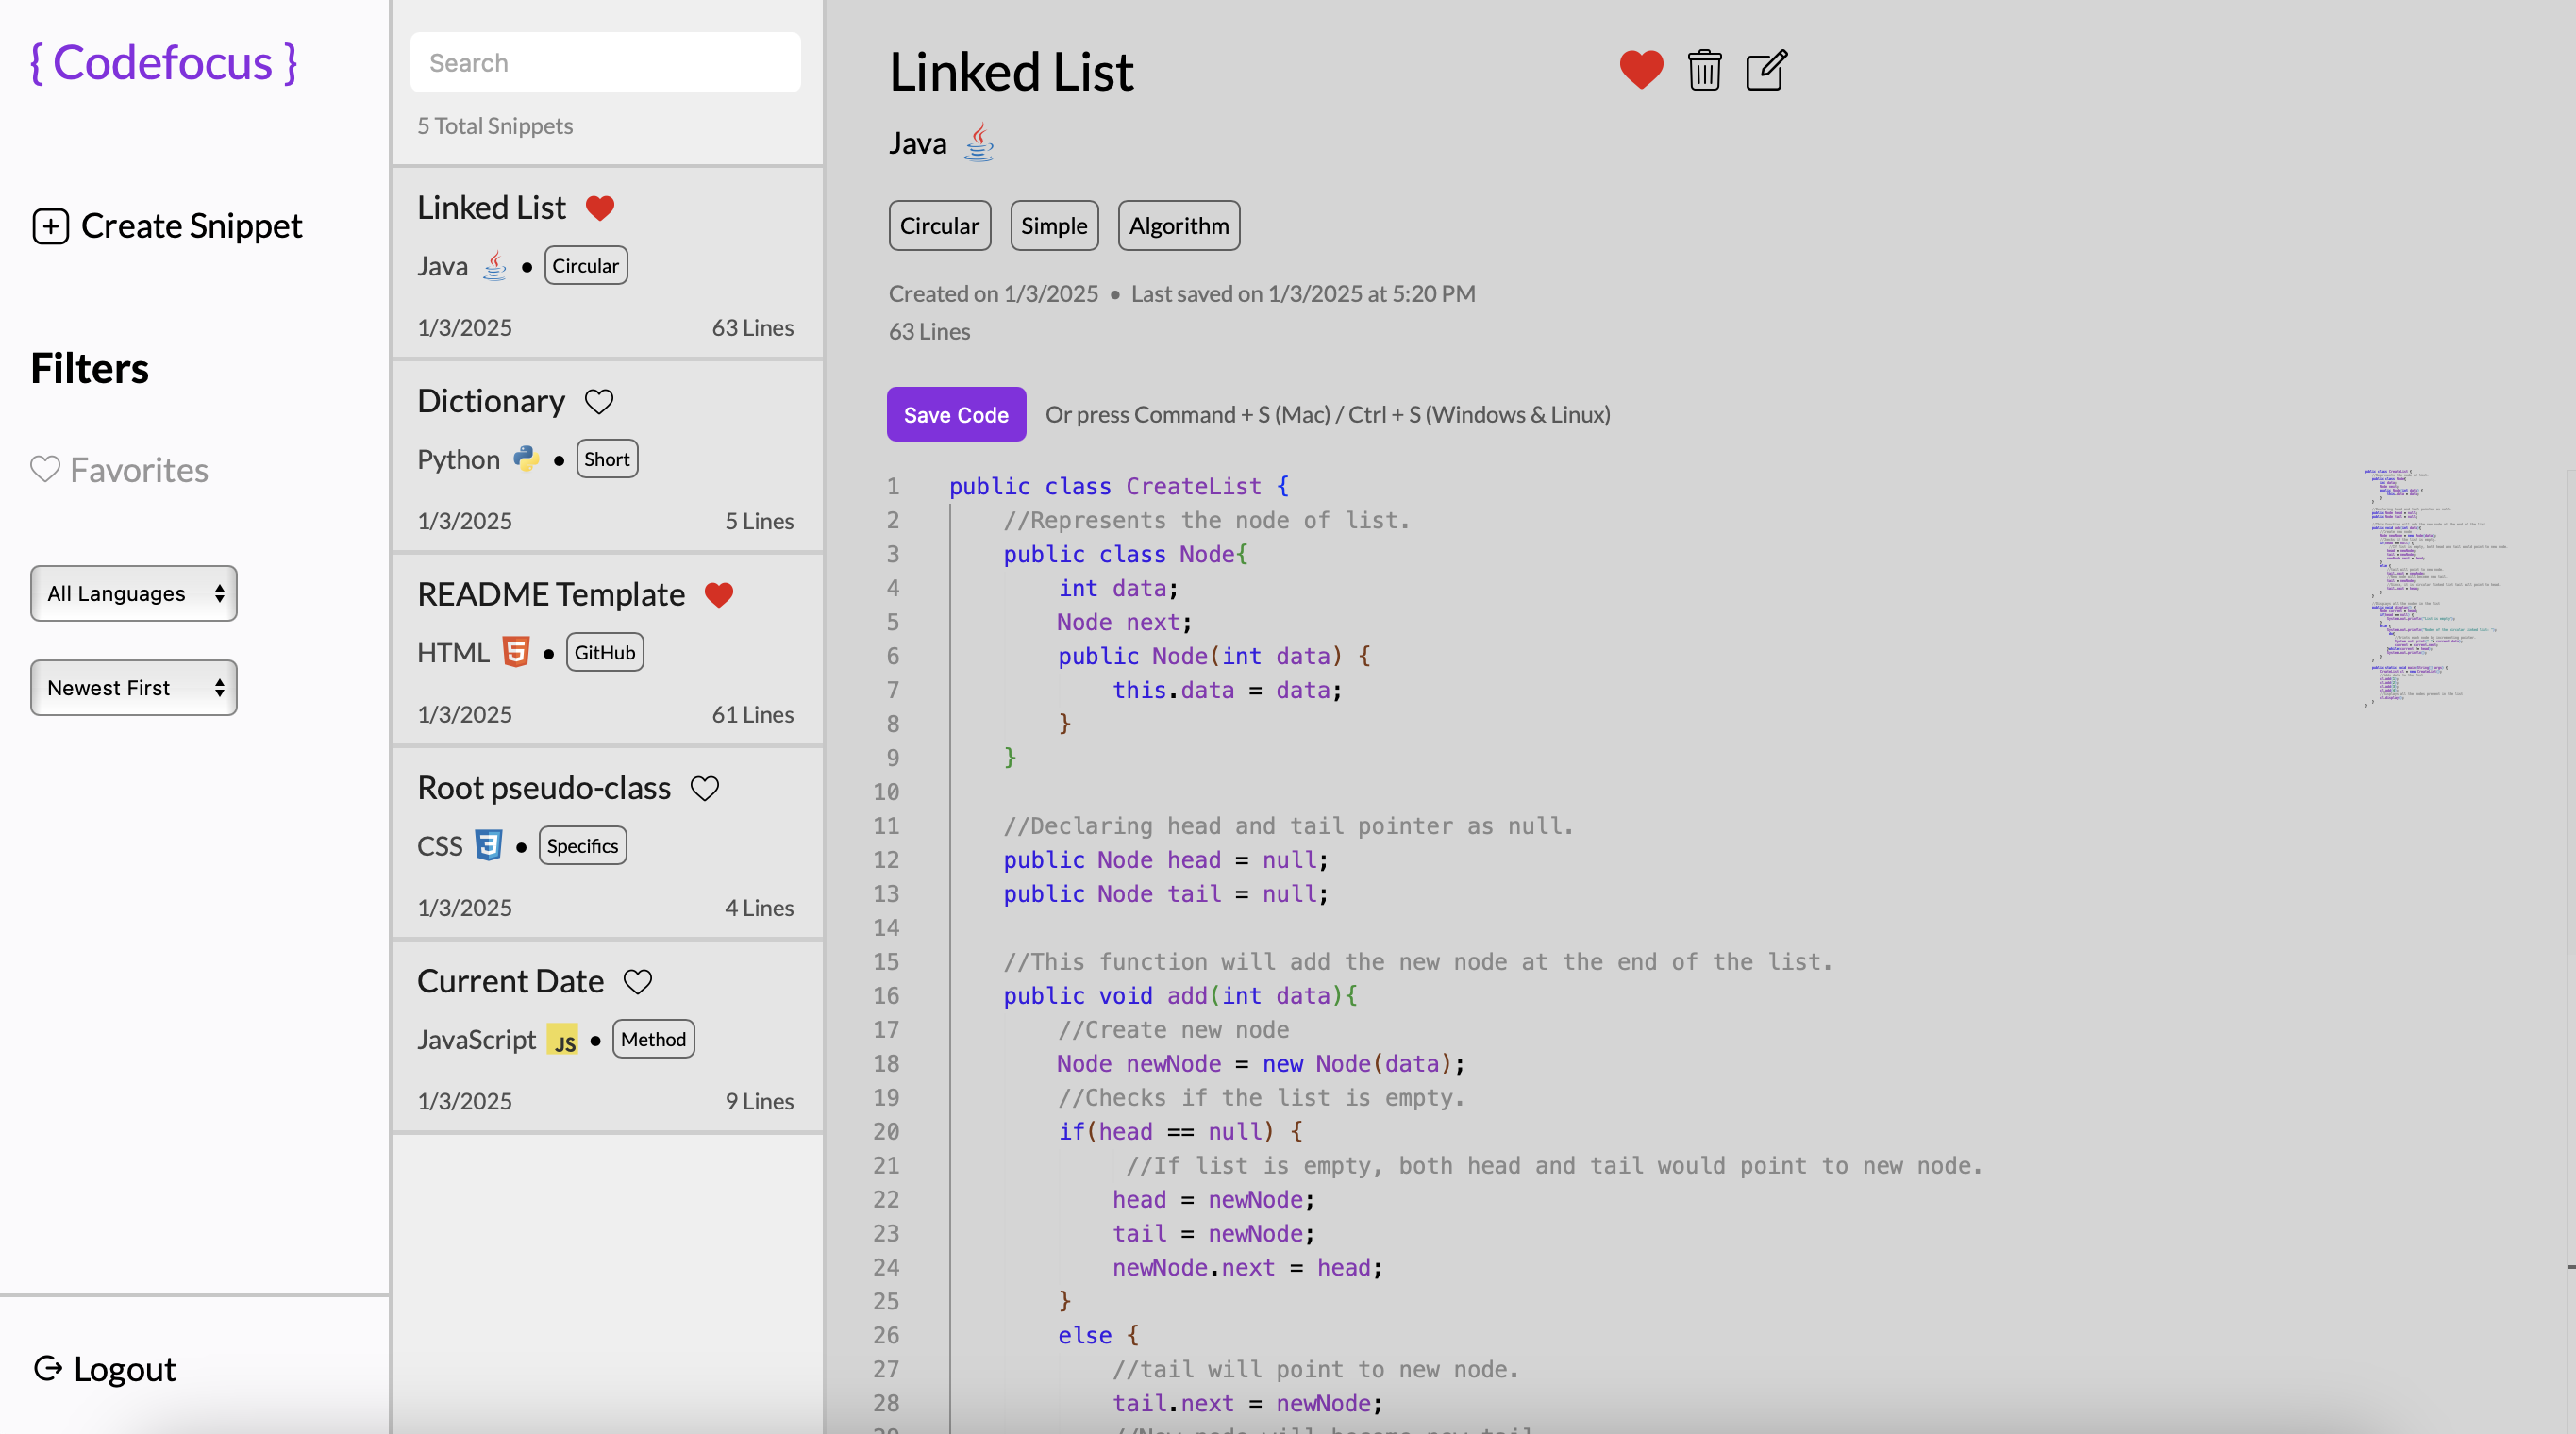 { Codefocus }
Create Snippet
Filters
Favorites
All Languages
Newest First
Logout
Search
5 Total Snippets
Linked List
Java • Circular
1/3/2025 63 Lines
Dictionary
Python • Short
1/3/2025 5 Lines
README Template
HTML 5 • GitHub
1/3/2025 61 Lines
Root pseudo-class
CSS 3 • Specifics
1/3/2025 4 Lines
Current Date
JavaScript JS • Method
1/3/2025 9 Lines
Linked List
Java
Circular Simple Algorithm
Created on 1/3/2025 • Last saved on 1/3/2025 at 5:20 PM
63 Lines
Save Code Or press Command + S (Mac) / Ctrl + S (Windows & Linux)
1 public class CreateList {
2     //Represents the node of list.
3     public class Node{
4         int data;
5         Node next;
6         public Node(int data) {
7             this.data = data;
8         }
9     }
10
11     //Declaring head and tail pointer as null.
12     public Node head = null;
13     public Node tail = null;
14
15     //This function will add the new node at the end of the list.
16     public void add(int data){
17         //Create new node
18         Node newNode = new Node(data);
19         //Checks if the list is empty.
20         if(head == null) {
21              //If list is empty, both head and tail would point to new node.
22             head = newNode;
23             tail = newNode;
24             newNode.next = head;
25         }
26         else {
27             //tail will point to new node.
28             tail.next = newNode;
29             //New node will become new tail.